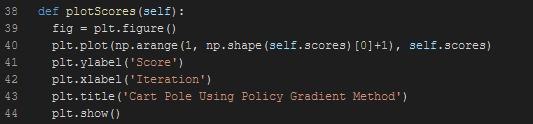 38 def plotScores(self):
39 fig = plt.figure()
40 plt.plot(np.arange(1, np.shape(self.scores)[0]+1), self.scores)
41 plt.ylabel('Score')
42 plt.xlabel('Iteration')
43 plt.title('Cart Pole Using Policy Gradient Method')
44 plt.show()